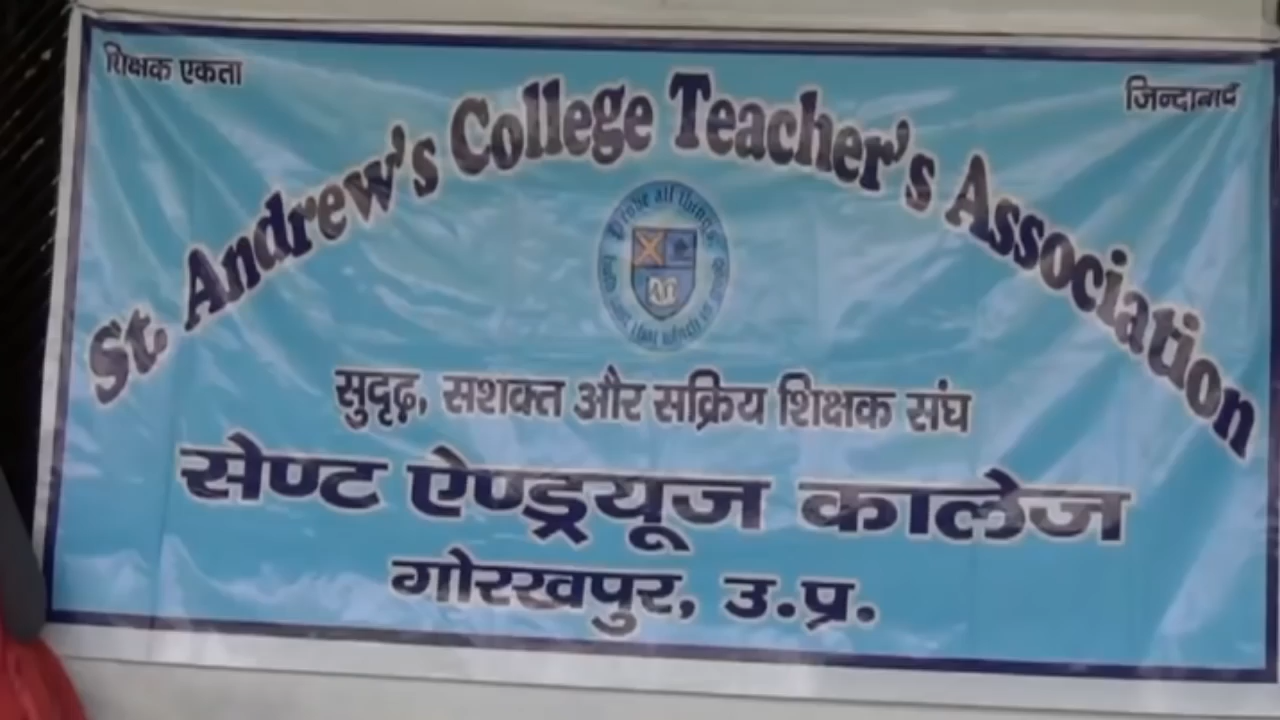 शिक्षक एकता जिन्दाबाद
St. Andrew's College Teacher's Association
सुदृढ़, सशक्त और सक्रिय शिक्षक संघ
सेण्ट ऐण्ड्रयूज कालेज
गोरखपुर, उ.प्र.